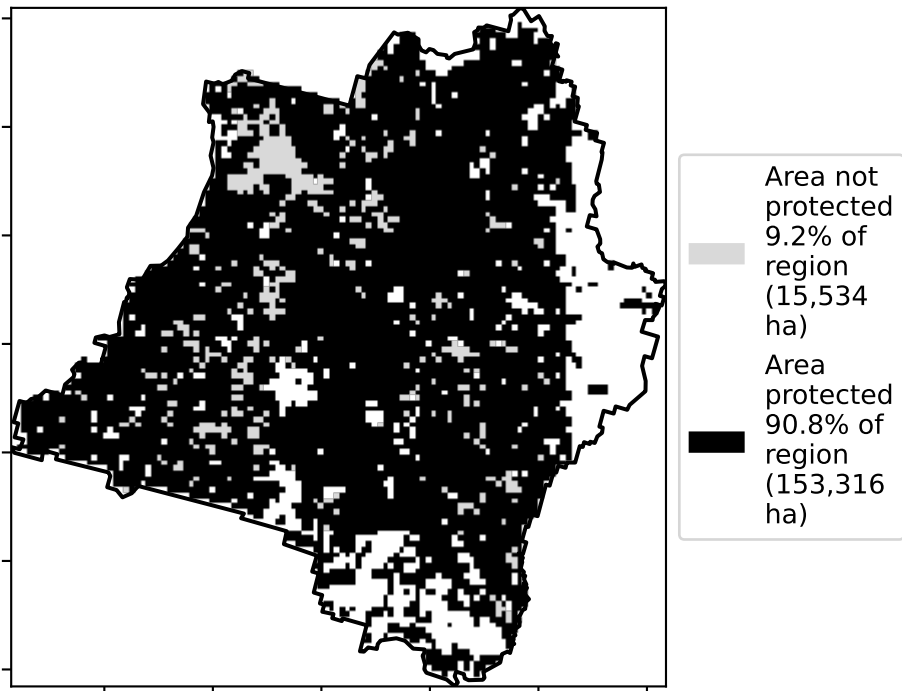 Area not
protected
9.2% of
region
(15,534
ha)
Area
protected
90.8% of
region
(153,316
ha)